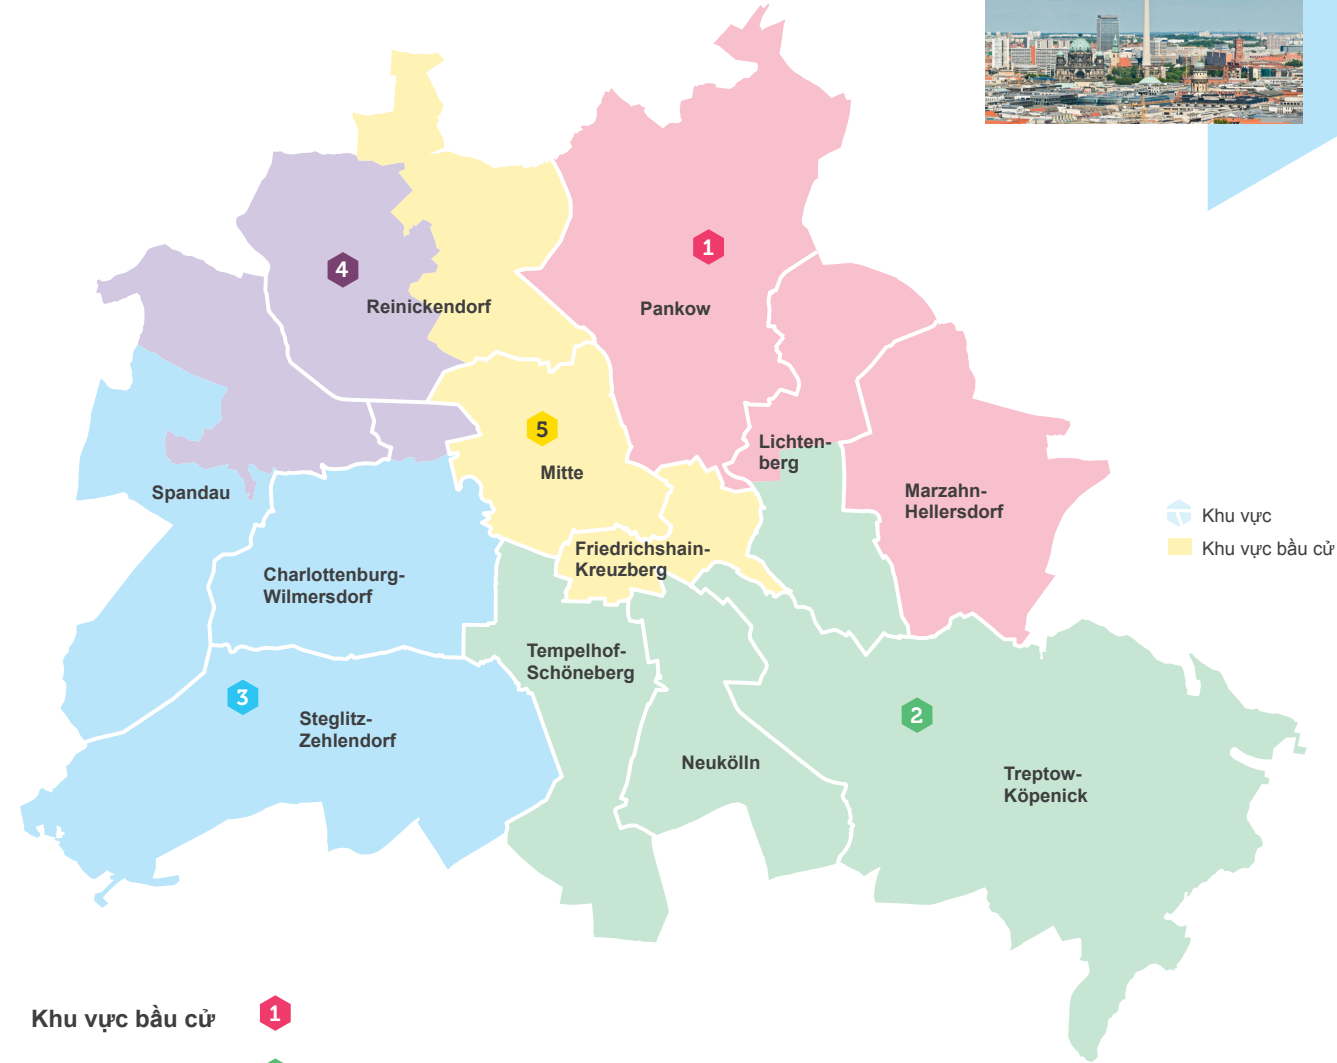 1
4
Reinickendorf
Pankow
5
Mitte
Lichten-
berg
Spandau
Marzahn-
Hellersdorf
Khu vực
Khu vực bầu cử
Friedrichshain-
Kreuzberg
Charlottenburg-
Wilmersdorf
Tempelhof-
Schöneberg
3
Steglitz-
Zehlendorf
2
Neukölln
Treptow-
Köpenick
Khu vực bầu cử 1